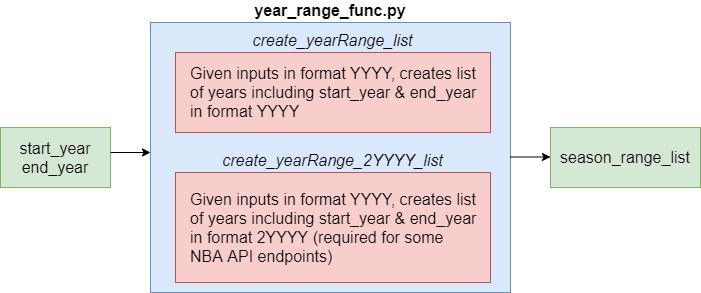 year_range_func.py
create_yearRange_list
Given inputs in format YYYY, creates list
of years including start_year & end_year
in format YYYY
start_year
end_year
create_yearRange_2YYYY_list
Given inputs in format YYYY, creates list
of years including start_year & end_year
in format 2YYYY (required for some
NBA API endpoints)
season_range_list